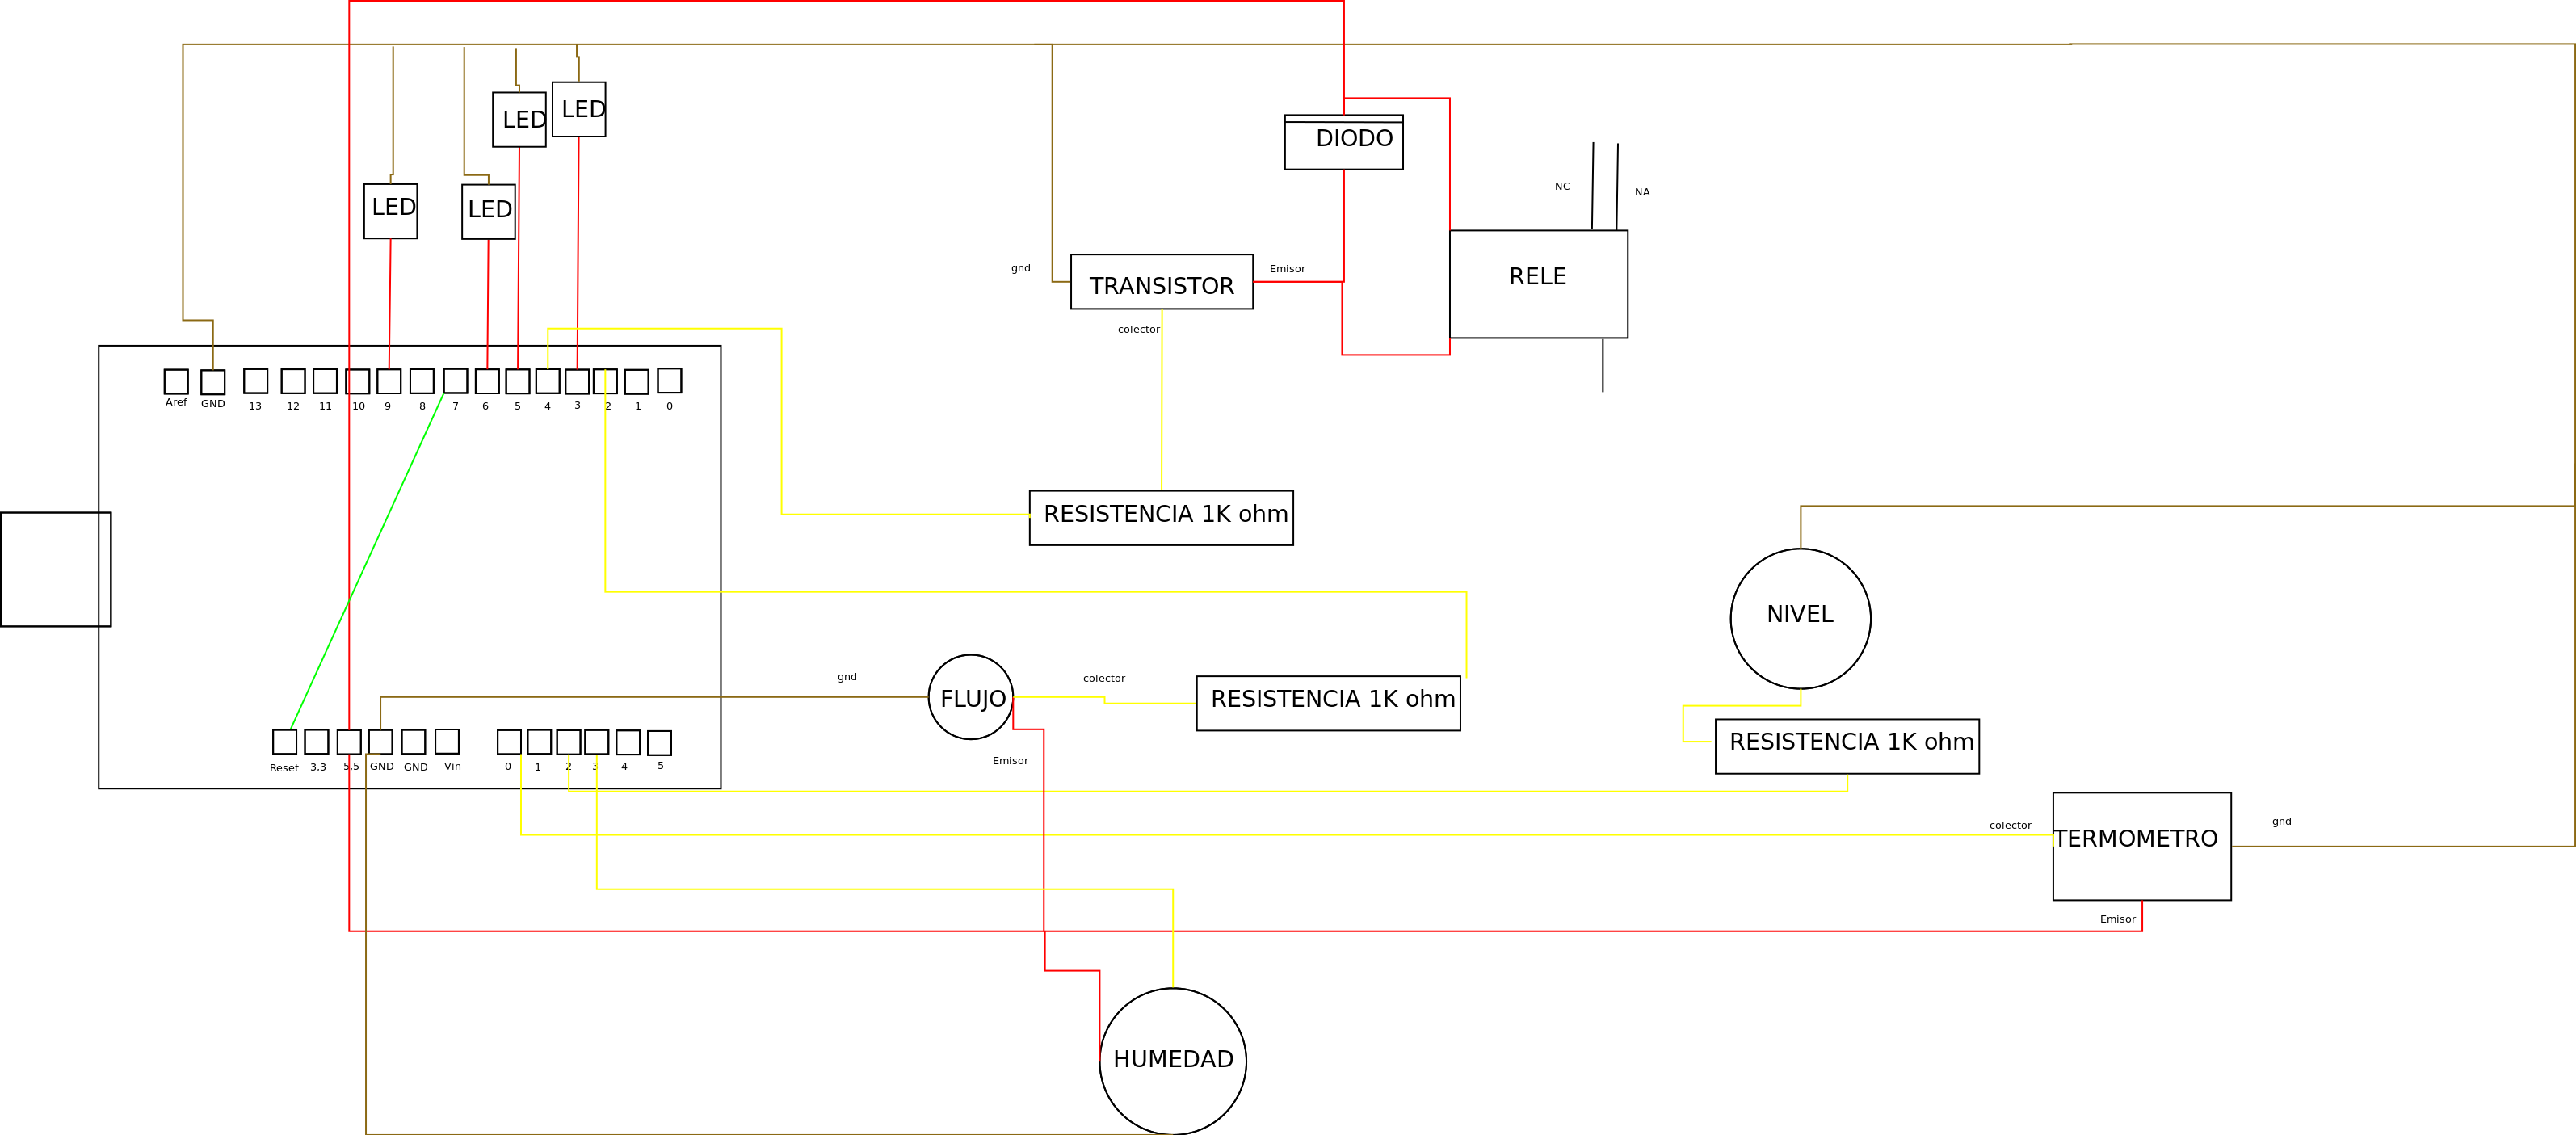 LED
LED
DIODO
NC
NA
LED
LED
gnd
Emisor
RELE
TRANSISTOR
colector
Aref
GND
13
12
11
10
9
8
7
6
5
4
3
2
1
0
RESISTENCIA 1K ohm
NIVEL
gnd
colector
FLUJO
RESISTENCIA 1K ohm
RESISTENCIA 1K ohm
Emisor
Reset
3,3
5,5
GND
GND
Vin
0
1
2
3
4
5
colector
gnd
TERMOMETRO
Emisor
HUMEDAD